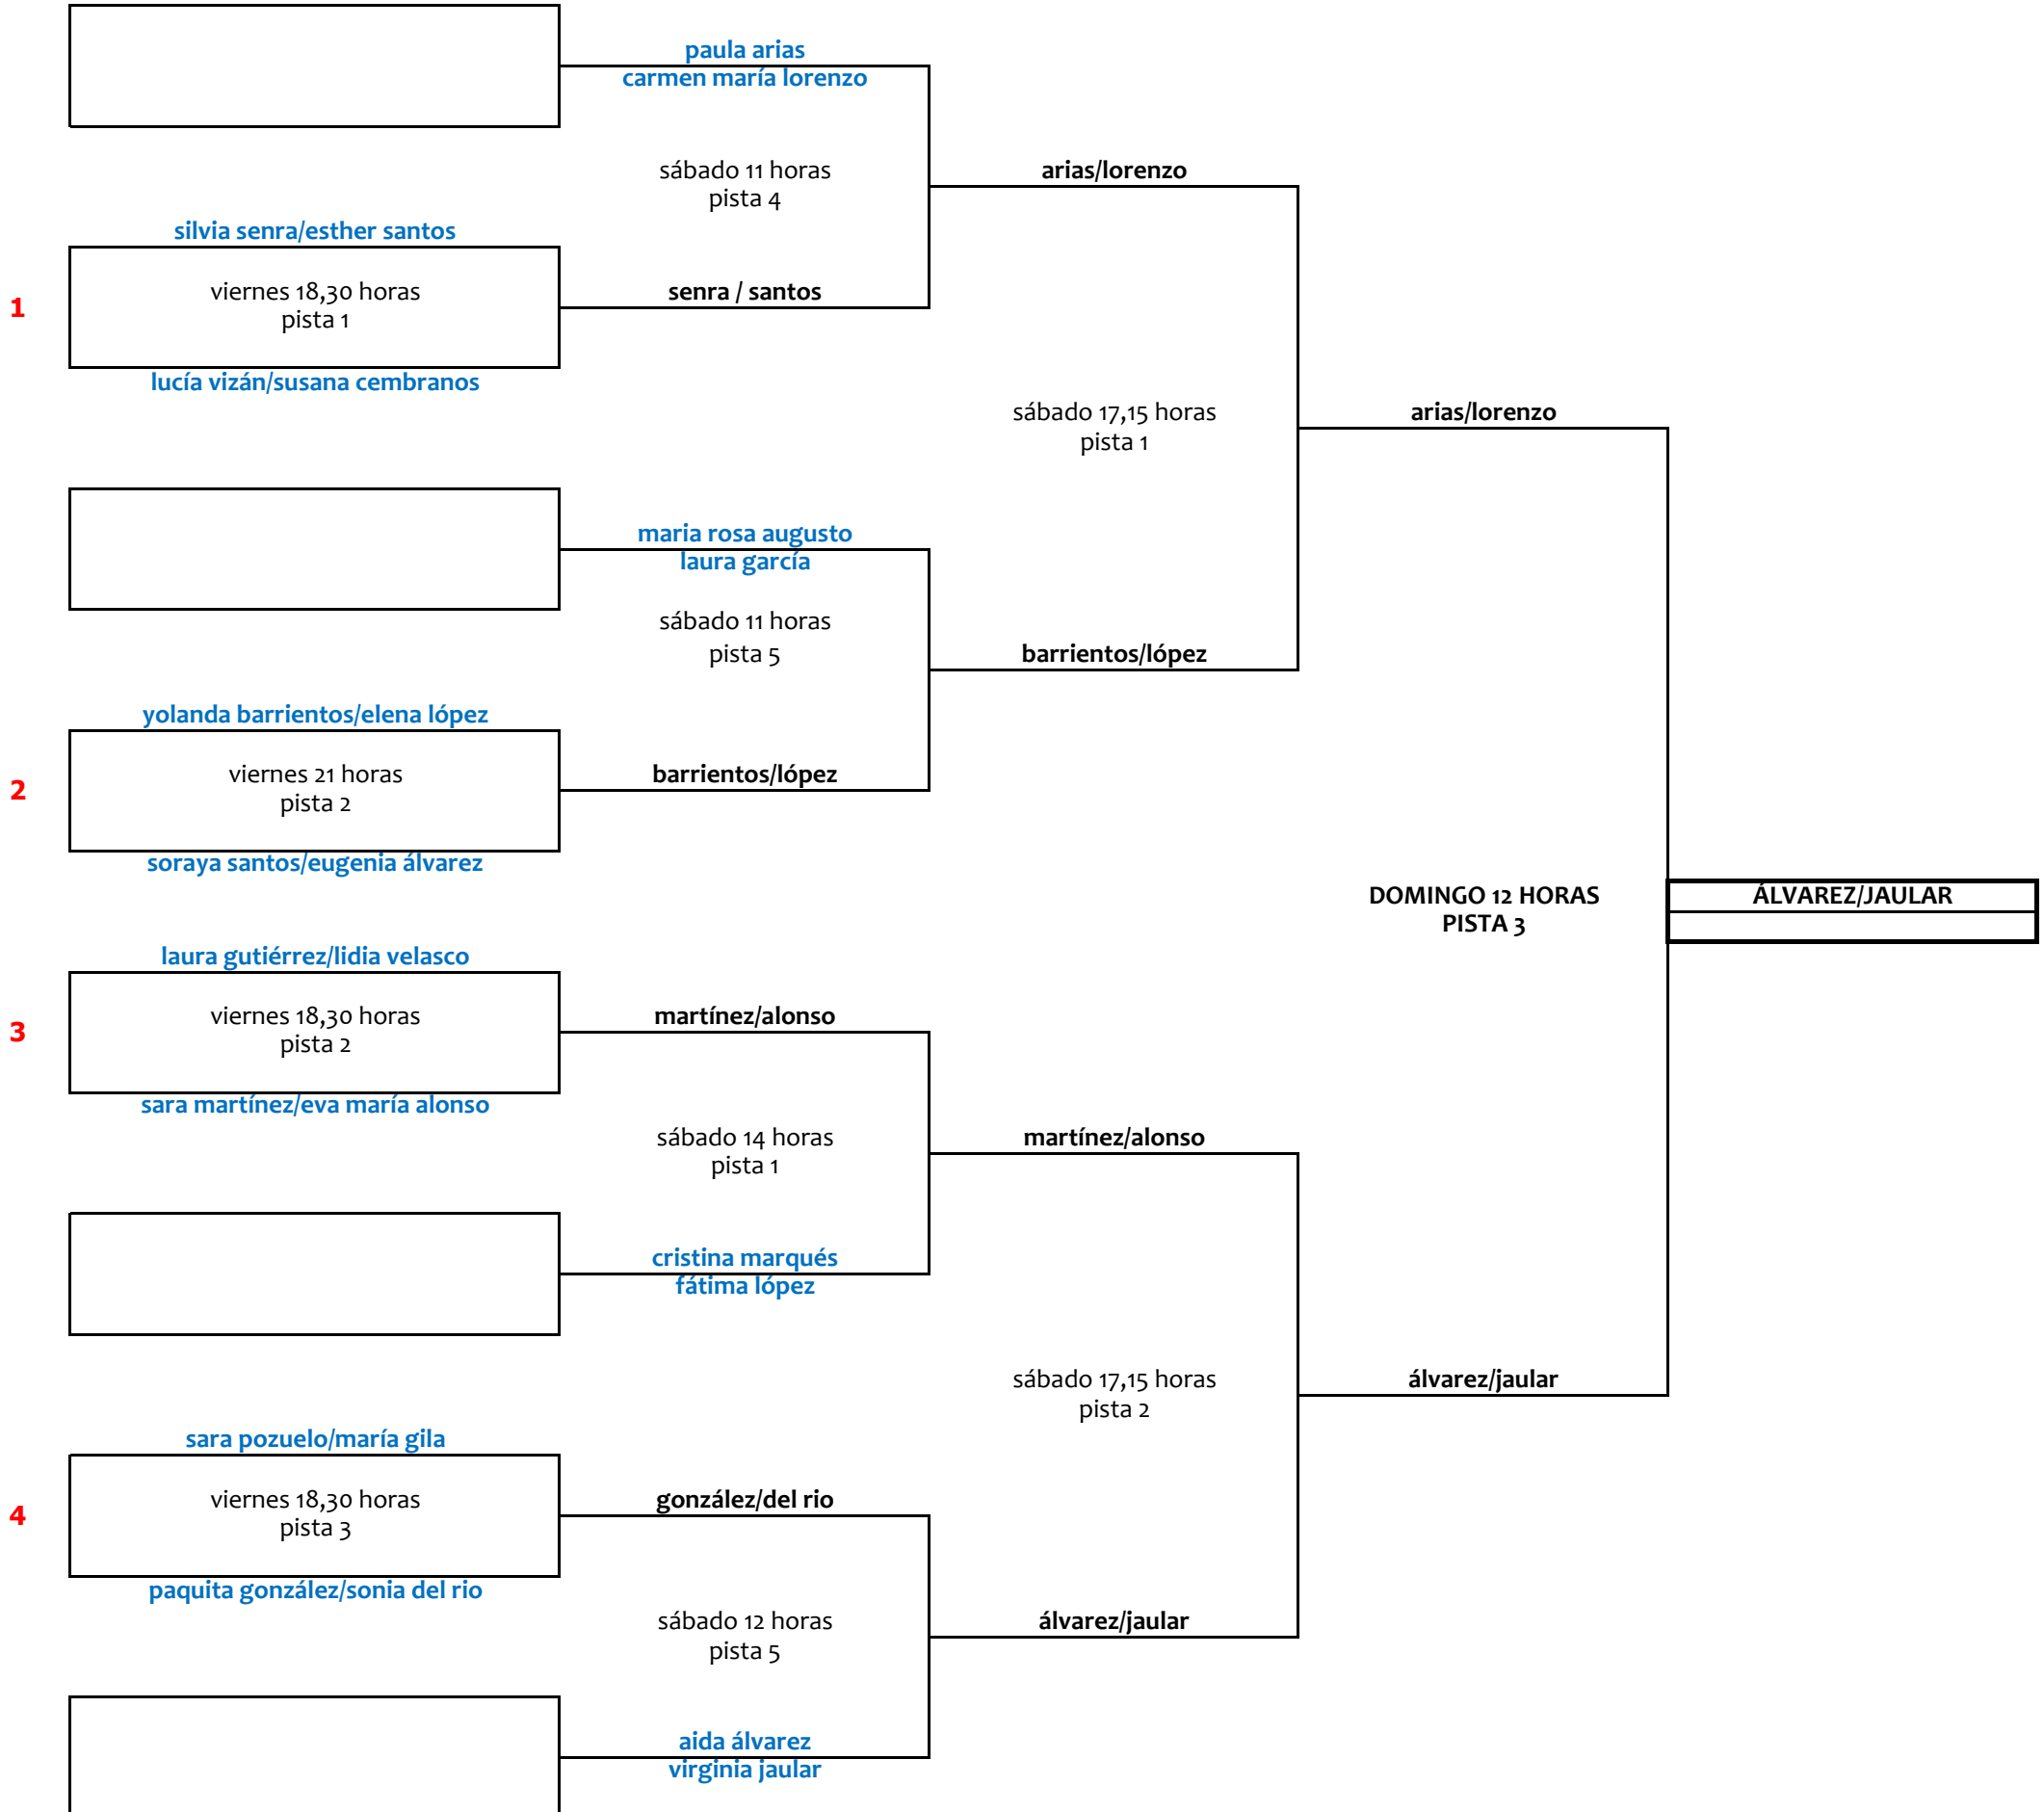 paula arias
carmen maría lorenzo
sábado 11 horas
pista 4
arias/lorenzo
silvia senra/esther santos
1
viernes 18,30 horas
pista 1
senra / santos
lucía vizán/susana cembranos
sábado 17,15 horas
pista 1
arias/lorenzo
maria rosa augusto
laura garcía
sábado 11 horas
pista 5
barrientos/lópez
yolanda barrientos/elena lópez
2
viernes 21 horas
pista 2
barrientos/lópez
soraya santos/eugenia álvarez
DOMINGO 12 HORAS
PISTA 3
ÁLVAREZ/JAULAR
laura gutiérrez/lidia velasco
3
viernes 18,30 horas
pista 2
martínez/alonso
sara martínez/eva maría alonso
sábado 14 horas
pista 1
martínez/alonso
cristina marqués
fátima lópez
sábado 17,15 horas
pista 2
álvarez/jaular
sara pozuelo/maría gila
4
viernes 18,30 horas
pista 3
gonzález/del rio
paquita gonzález/sonia del rio
sábado 12 horas
pista 5
álvarez/jaular
aida álvarez
virginia jaular